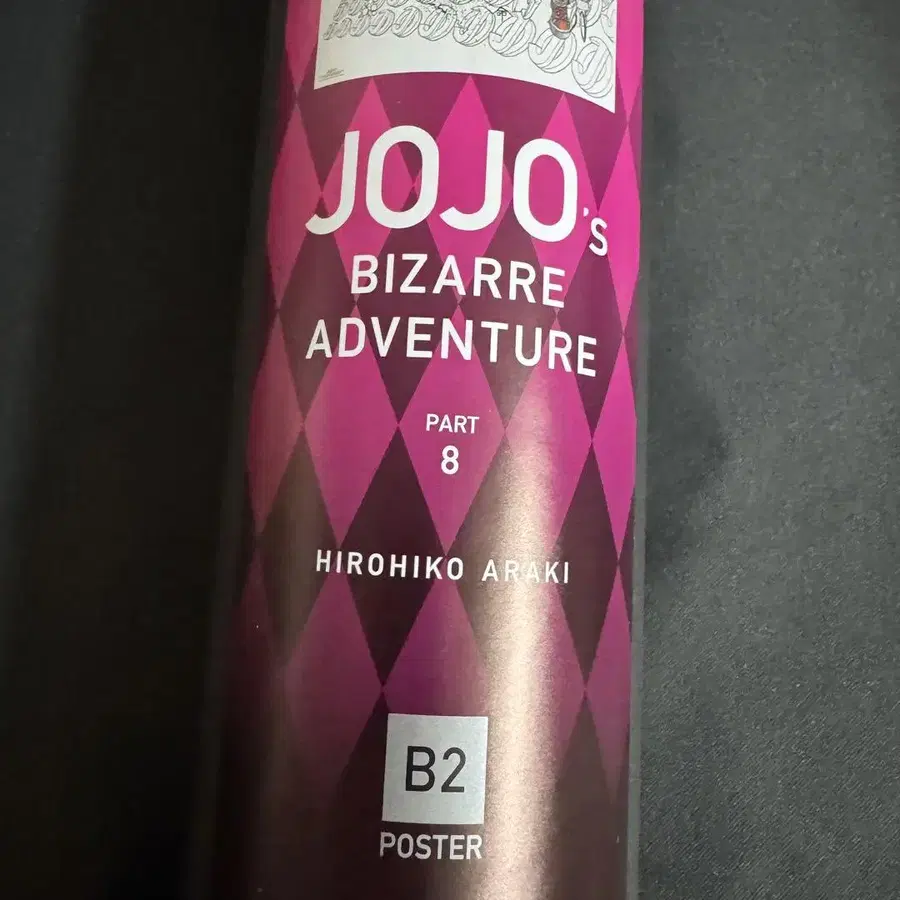 JOJO'S
BIZARRE
ADVENTURE
PART
8
HIROHIKO ARAKI
B2
POSTER